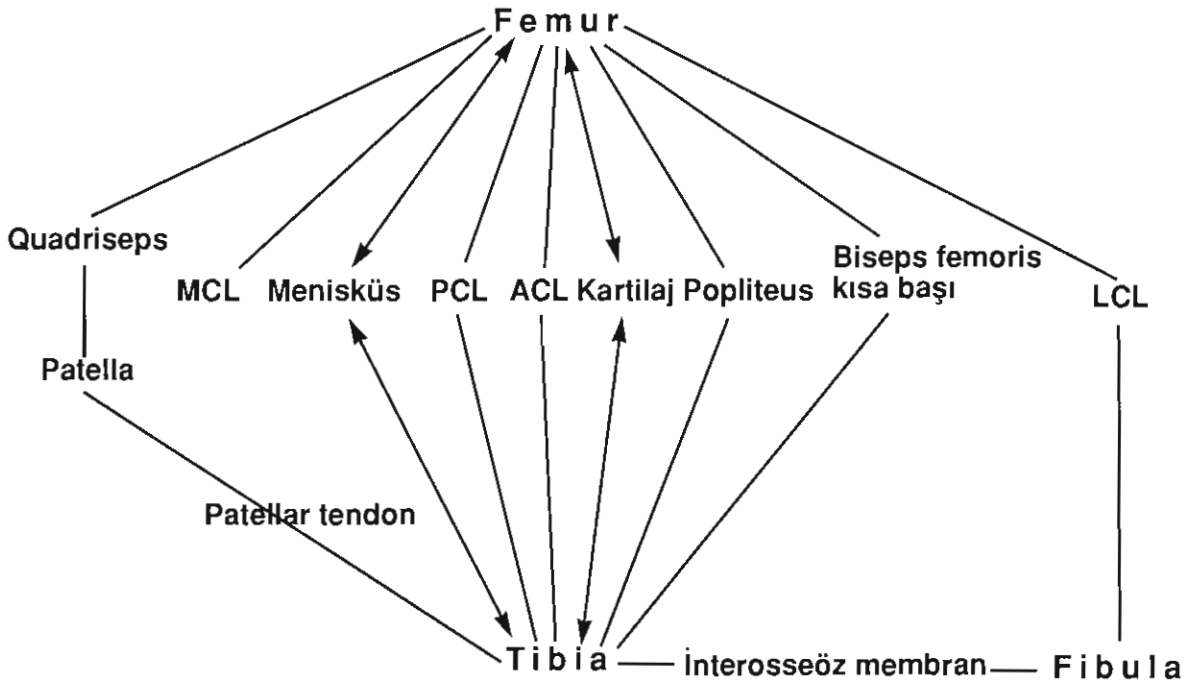 Femur
Quadriseps
MCL
Menisküs
PCL
ACL
Kartilaj
Popliteus
Biseps femoris
kısa başı
LCL
Patella
Patellar tendon
Tibia
İnterosseöz membran
Fibula